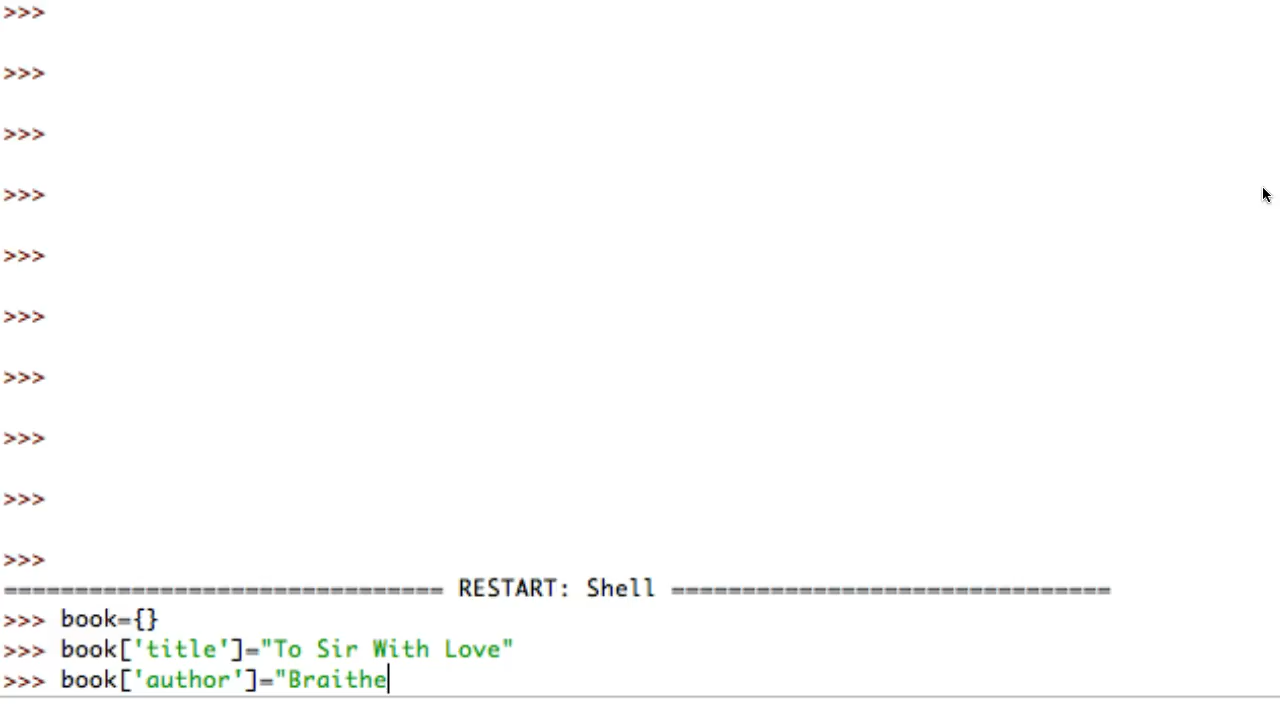 >>>
>>>
>>>
>>>
>>>
>>>
>>>
>>>
>>>
>>>
=============================== RESTART: Shell ===============================
>>> book={}
>>> book['title']="To Sir With Love"
>>> book['author']="Braithe